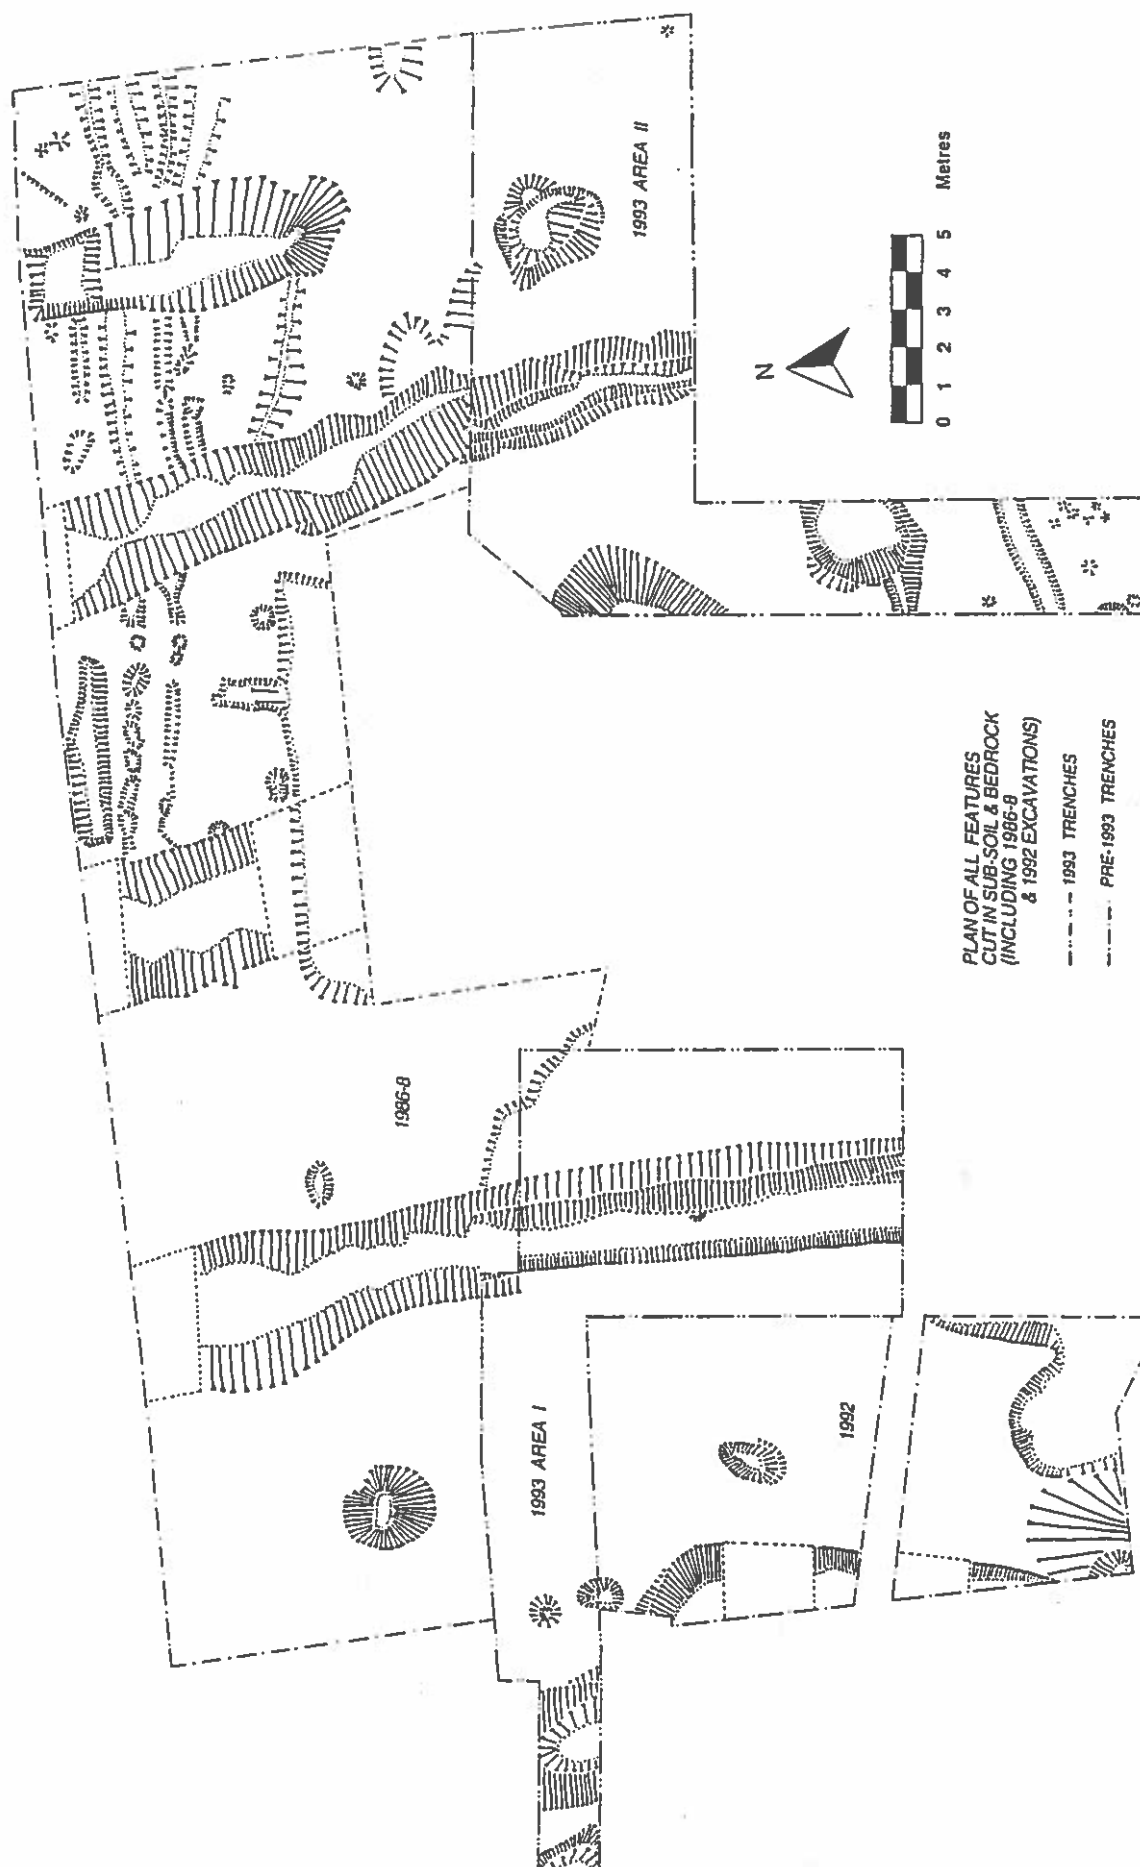 1993 AREA II
1986-8
1993 AREA I
1992
N
0 1 2 3 4 5 Metres
PLAN OF ALL FEATURES
CUT IN SUB-SOIL & BEDROCK
(INCLUDING 1986-8
& 1992 EXCAVATIONS)
1993 TRENCHES
PRE-1993 TRENCHES